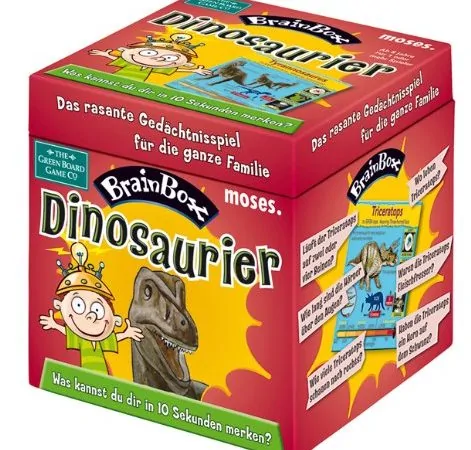 BrainBox
moses.
Dinosaurier
Was kannst du dir in 10 Sekunden merken?
Das rasante Gedächtnisspiel
für die ganze Familie
Das rasante Gedächtnisspiel
für die ganze Familie
THE
GREEN BOARD
GAME CO
BrainBox
moses.
Dinosaurier
Was kannst du dir in 10 Sekunden merken?
BrainBox
Wo leben
Triceratops?
Triceratops
Läuft der Triceratops
auf zwei oder
vier Beinen?
Waren die Triceratops
Fleischfresser?
Wie lang sind die Hörner
über den Augen?
Haben die Triceratops
ein Horn auf
dem Schwanz?
Wie viele Triceratops
schauen nach rechts?